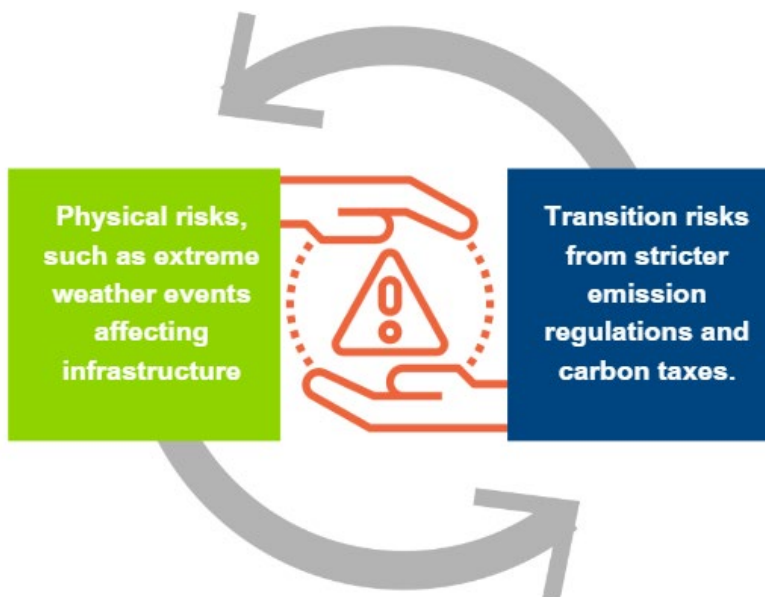 Physical risks,
such as extreme
weather events
affecting
infrastructure
Transition risks
from stricter
emission
regulations and
carbon taxes.